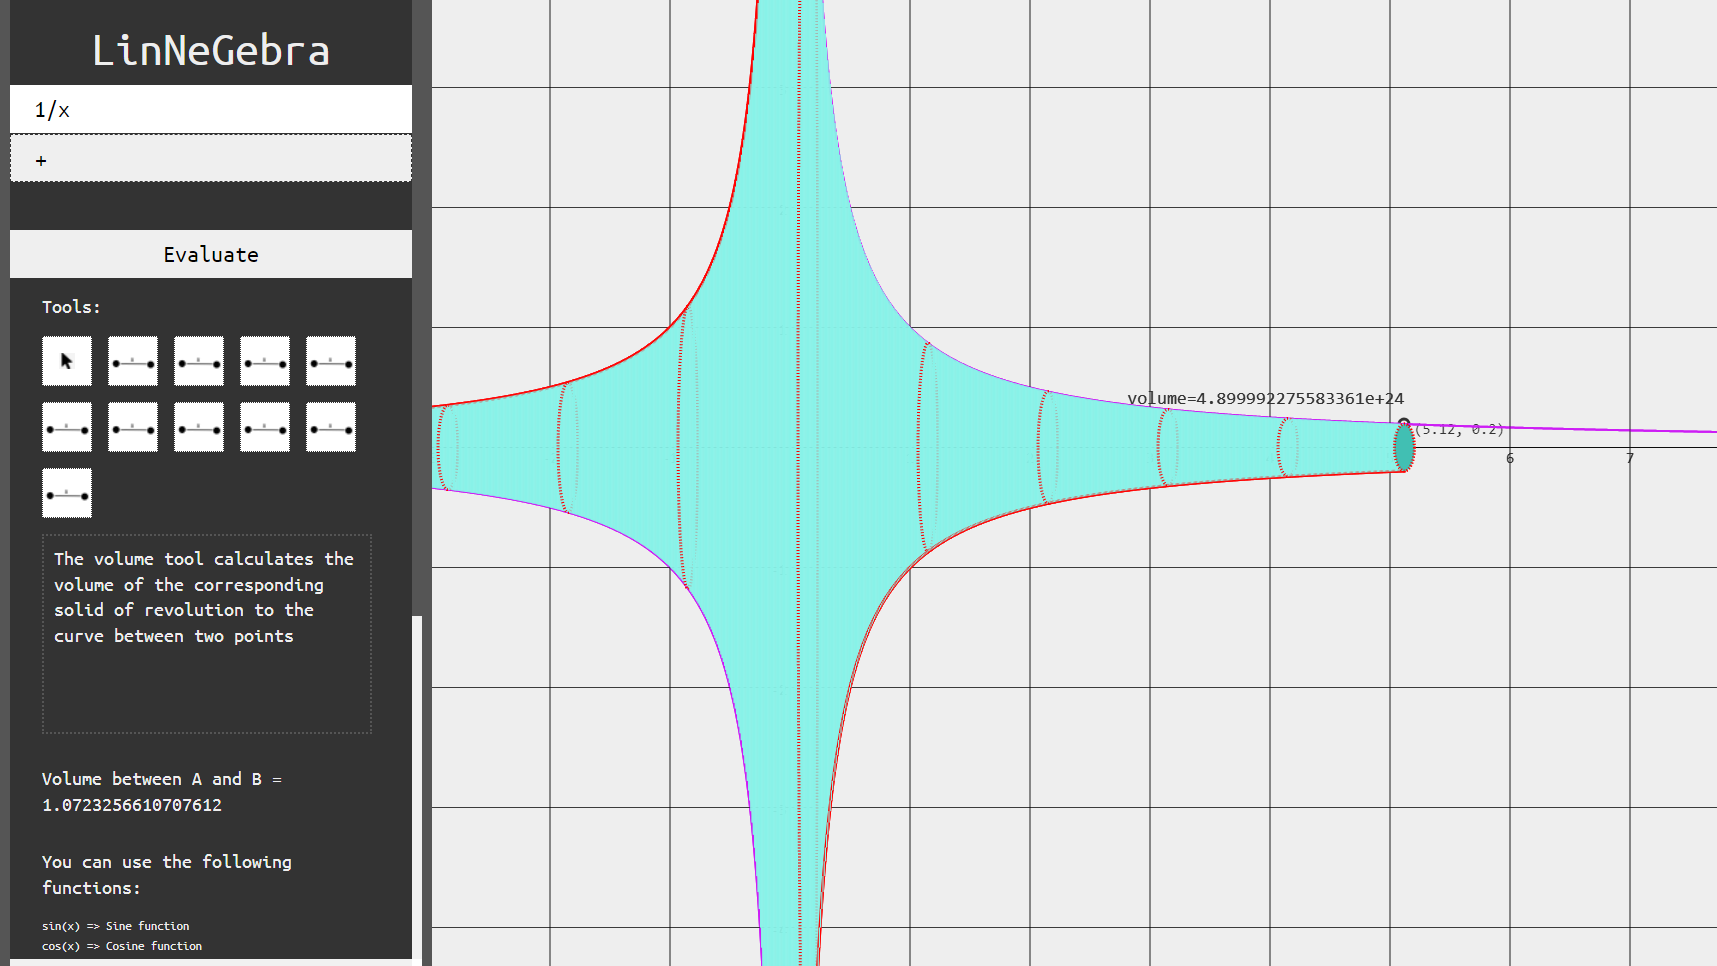 LinNeGebra
1/x
+
Evaluate
Tools:
The volume tool calculates the
volume of the corresponding
solid of revolution to the
curve between two points
Volume between A and B =
1.0723256610707612
You can use the following
functions:
sin(x) => Sine function
cos(x) => Cosine function
volume=4.899992275583361e+24
(5.12, 0.2)
6
7